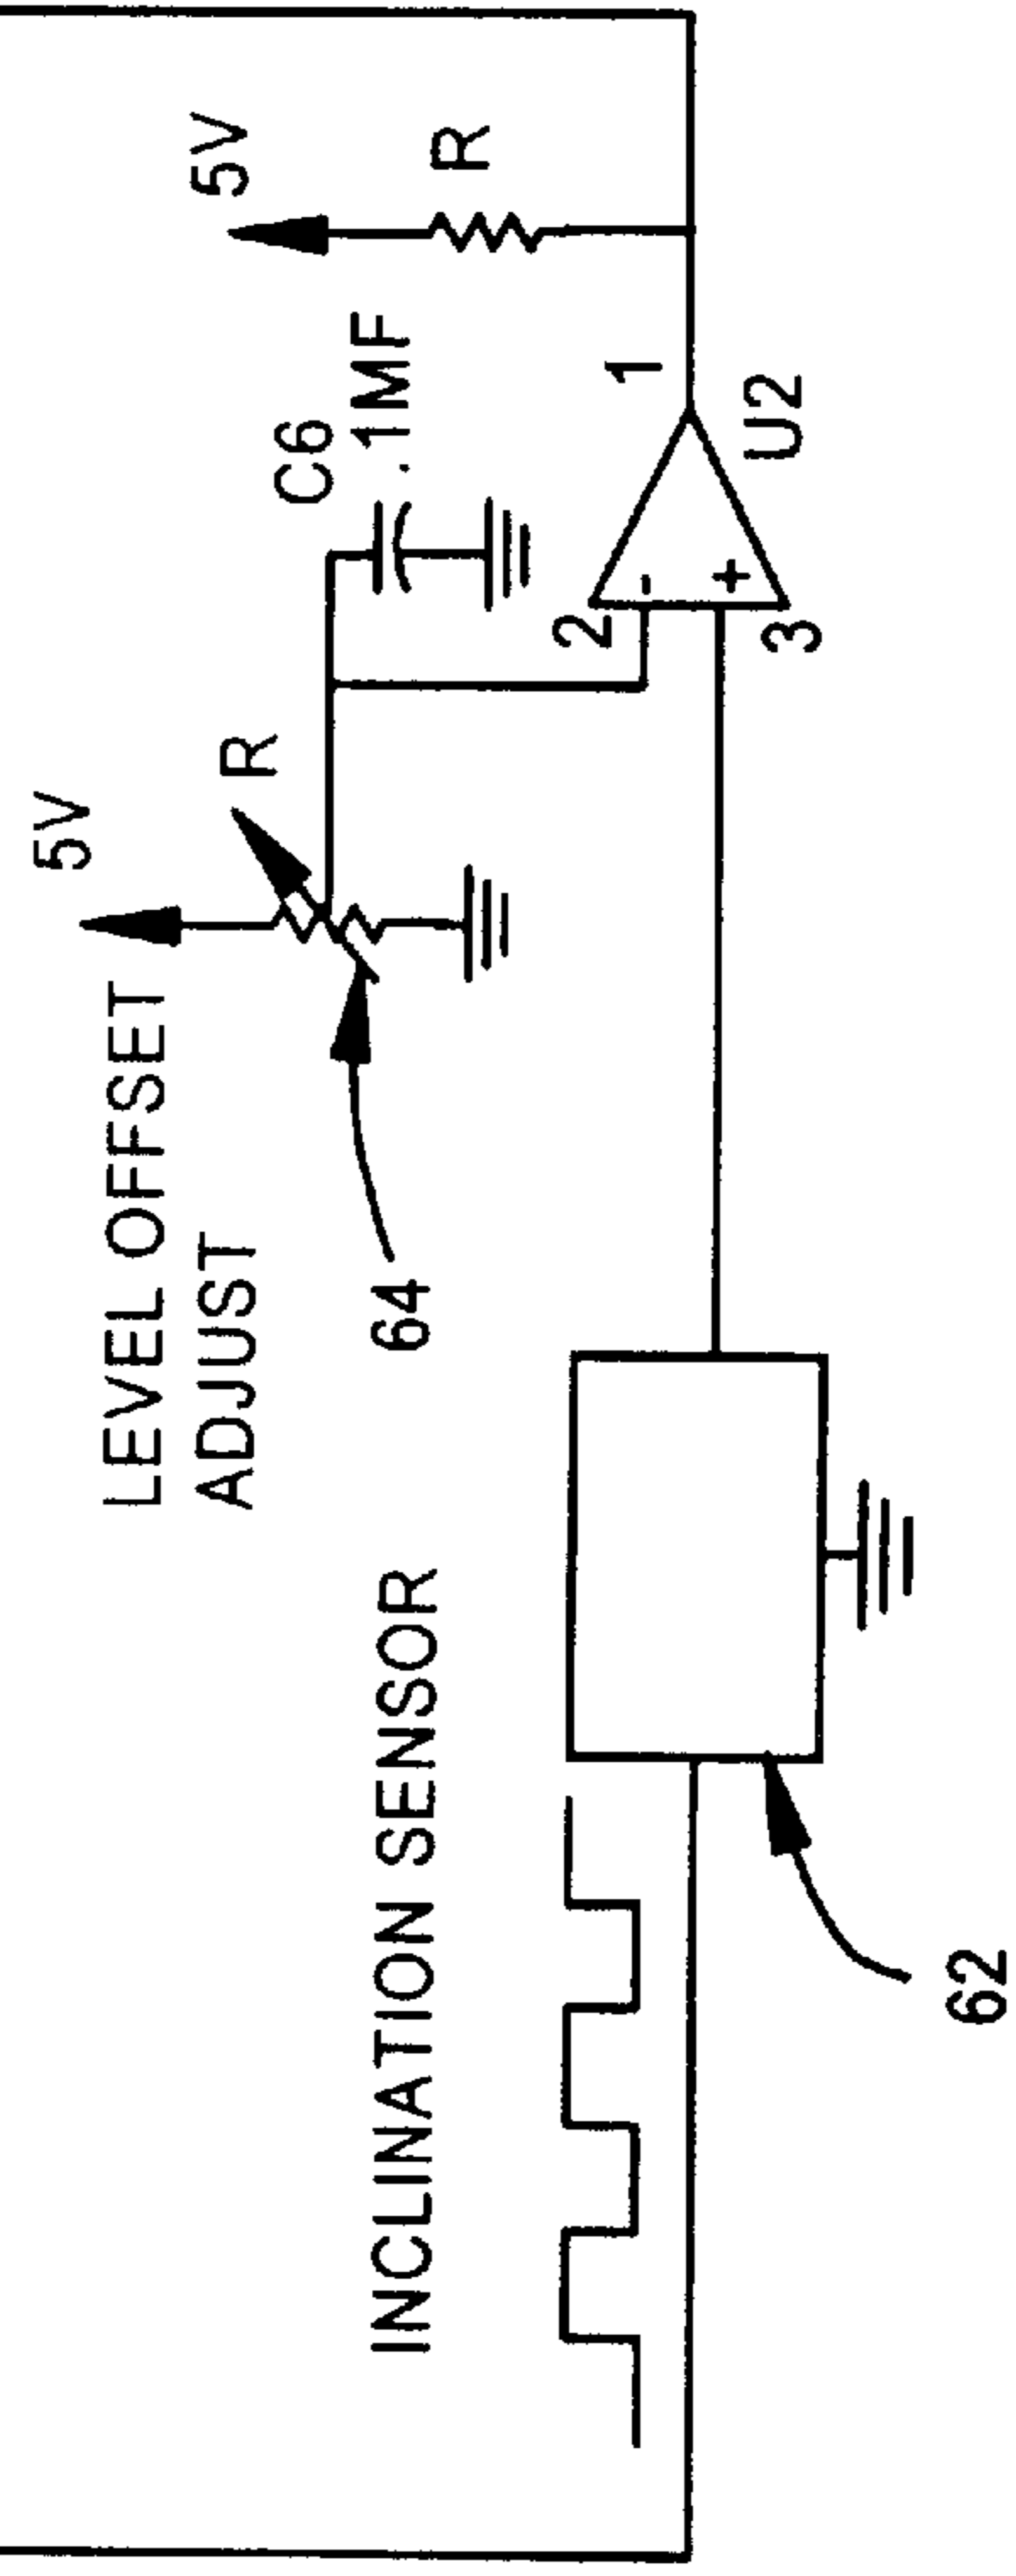 5V
LEVEL OFFSET
ADJUST
R
5V
C6
.1MF
R
64
INCLINATION SENSOR
2
-
1
+
3
U2
62